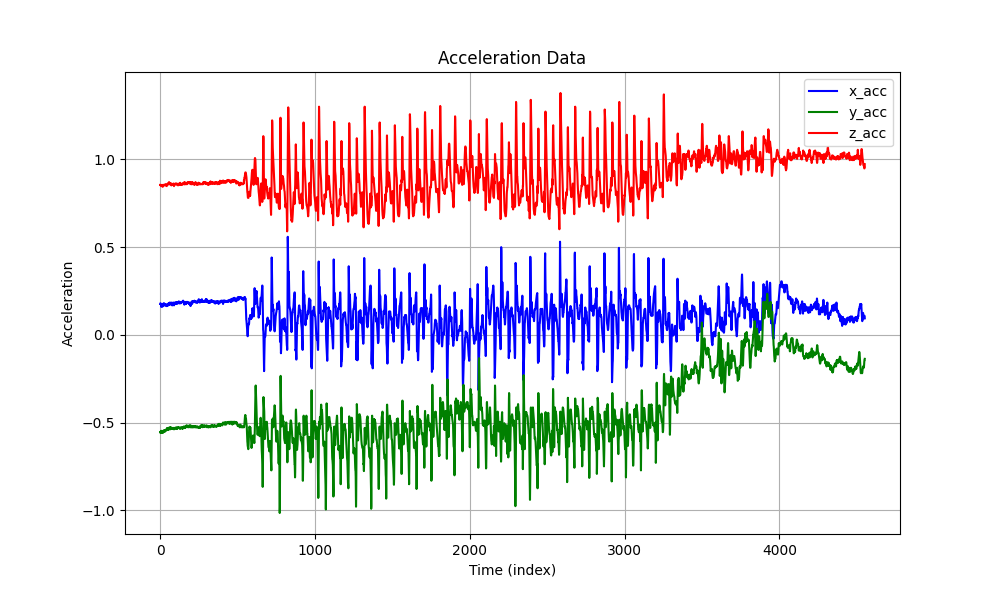 Acceleration Data
x_acc
y_acc
z_acc
Acceleration
1.0
0.5
0.0
−0.5
−1.0
0 1000 2000 3000 4000
Time (index)